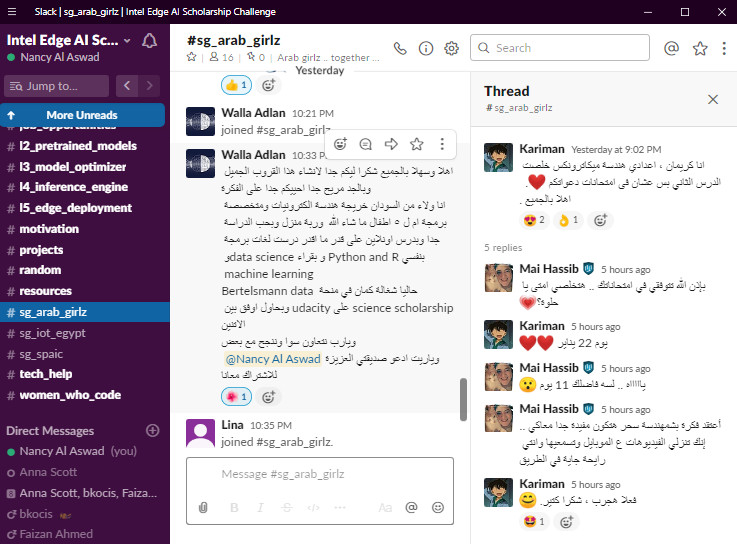 Slack | sg_arab_girlz | Intel Edge AI Scholarship Challenge
Intel Edge AI Sc...
Nancy Al Aswad
Jump to...
More Unreads
# l2_pretrained_models
# l3_model_optimizer
# l4_inference_engine
# l5_edge_deployment
# motivation
# projects
# random
# resources
# sg_arab_girlz
# sg_iot_egypt
# sg_spaic
# tech_help
# women_who_code
Direct Messages
Nancy Al Aswad (you)
Anna Scott
8 Anna Scott, bkocis, Faiza...
bkocis
Faizan Ahmed
#sg_arab_girlz
16 | 0 | Arab girlz .. together ...
Search
Yesterday
👍 1
Walla Adlan 10:21 PM
joined #sg_arab_girlz
Walla Adlan 10:33 P
اهلا وسهلا بالجميع شكرا ليكم جدا لانشاء هذا القروب الجميل
وبالجد مريح جدا احييكم جدا على الفكرة
انا ولاء من السودان خريجة هندسة الكترونيات ومتخصصة
برمجة ام ل ٥ اطفال ما شاء الله وربة منزل وبحب الدراسة
جدا وبدرس اونلاين على قدر ما اقدر درست لغات برمجة
بنفسي Python and R و بقراء data scienceو
machine learning
حاليا شغالة كمان في منحة Bertelsmann data
science scholarship على udacity وبحاول اوفق بين
الاتنين
ويارب نتعاون سوا وننجح مع بعض
وياريت ادعو صديقتي العزيزة @Nancy Al Aswad
للاشتراك معانا
🌺 1
Lina 10:35 PM
joined #sg_arab_girlz.
Message #sg_arab_girlz
Thread
# sg_arab_girlz
Kariman Yesterday at 9:02 PM
انا كريمان ، اعدادي هندسة ميكاترونكس خلصت
الدرس التاني بس عشان فى امتحانات دعواتكم ❤️.
اهلا بالجميع .
😍 2 👌 1
5 replies
Mai Hassib 5 hours ago
بإذن الله تتوفقي في امتحاناتك .. هتخلصي امتى يا
حلوة؟💗
Kariman 5 hours ago
يوم 22 يناير ❤️❤️
Mai Hassib 5 hours ago
ياااااه .. لسه فاضلك 11 يوم 😮
Mai Hassib 5 hours ago
أعتقد فكرة بشمهندسة سحر هتكون مفيدة جدا معاكي ..
إنك تنزلي الفيديوهات ع الموبايل وتسمعيها وانتي
رايحة جاية في الطريق
Kariman 5 hours ago
فعلا هجرب ، شكرا كتير. 😊
😍 1